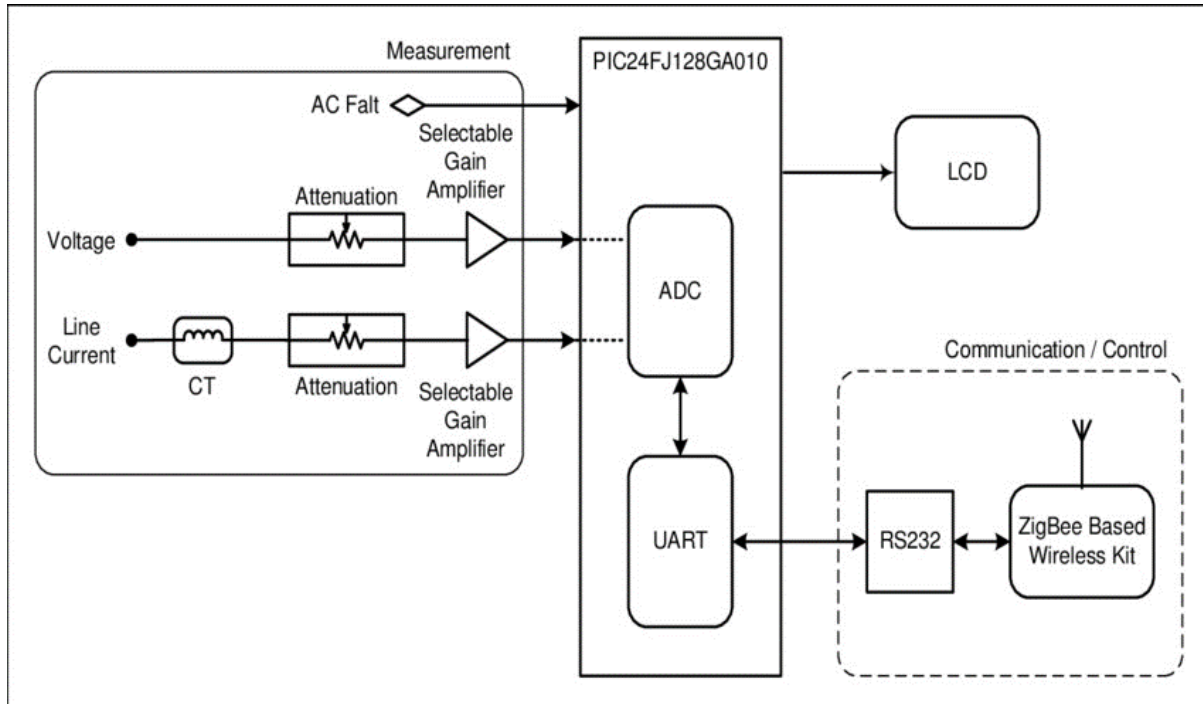 Measurement
PIC24FJ128GA010
AC Falt
Selectable
Gain
Amplifier
LCD
Attenuation
Voltage
ADC
Line
Current
CT
Attenuation
Selectable
Gain
Amplifier
Communication / Control
UART
RS232
ZigBee Based
Wireless Kit